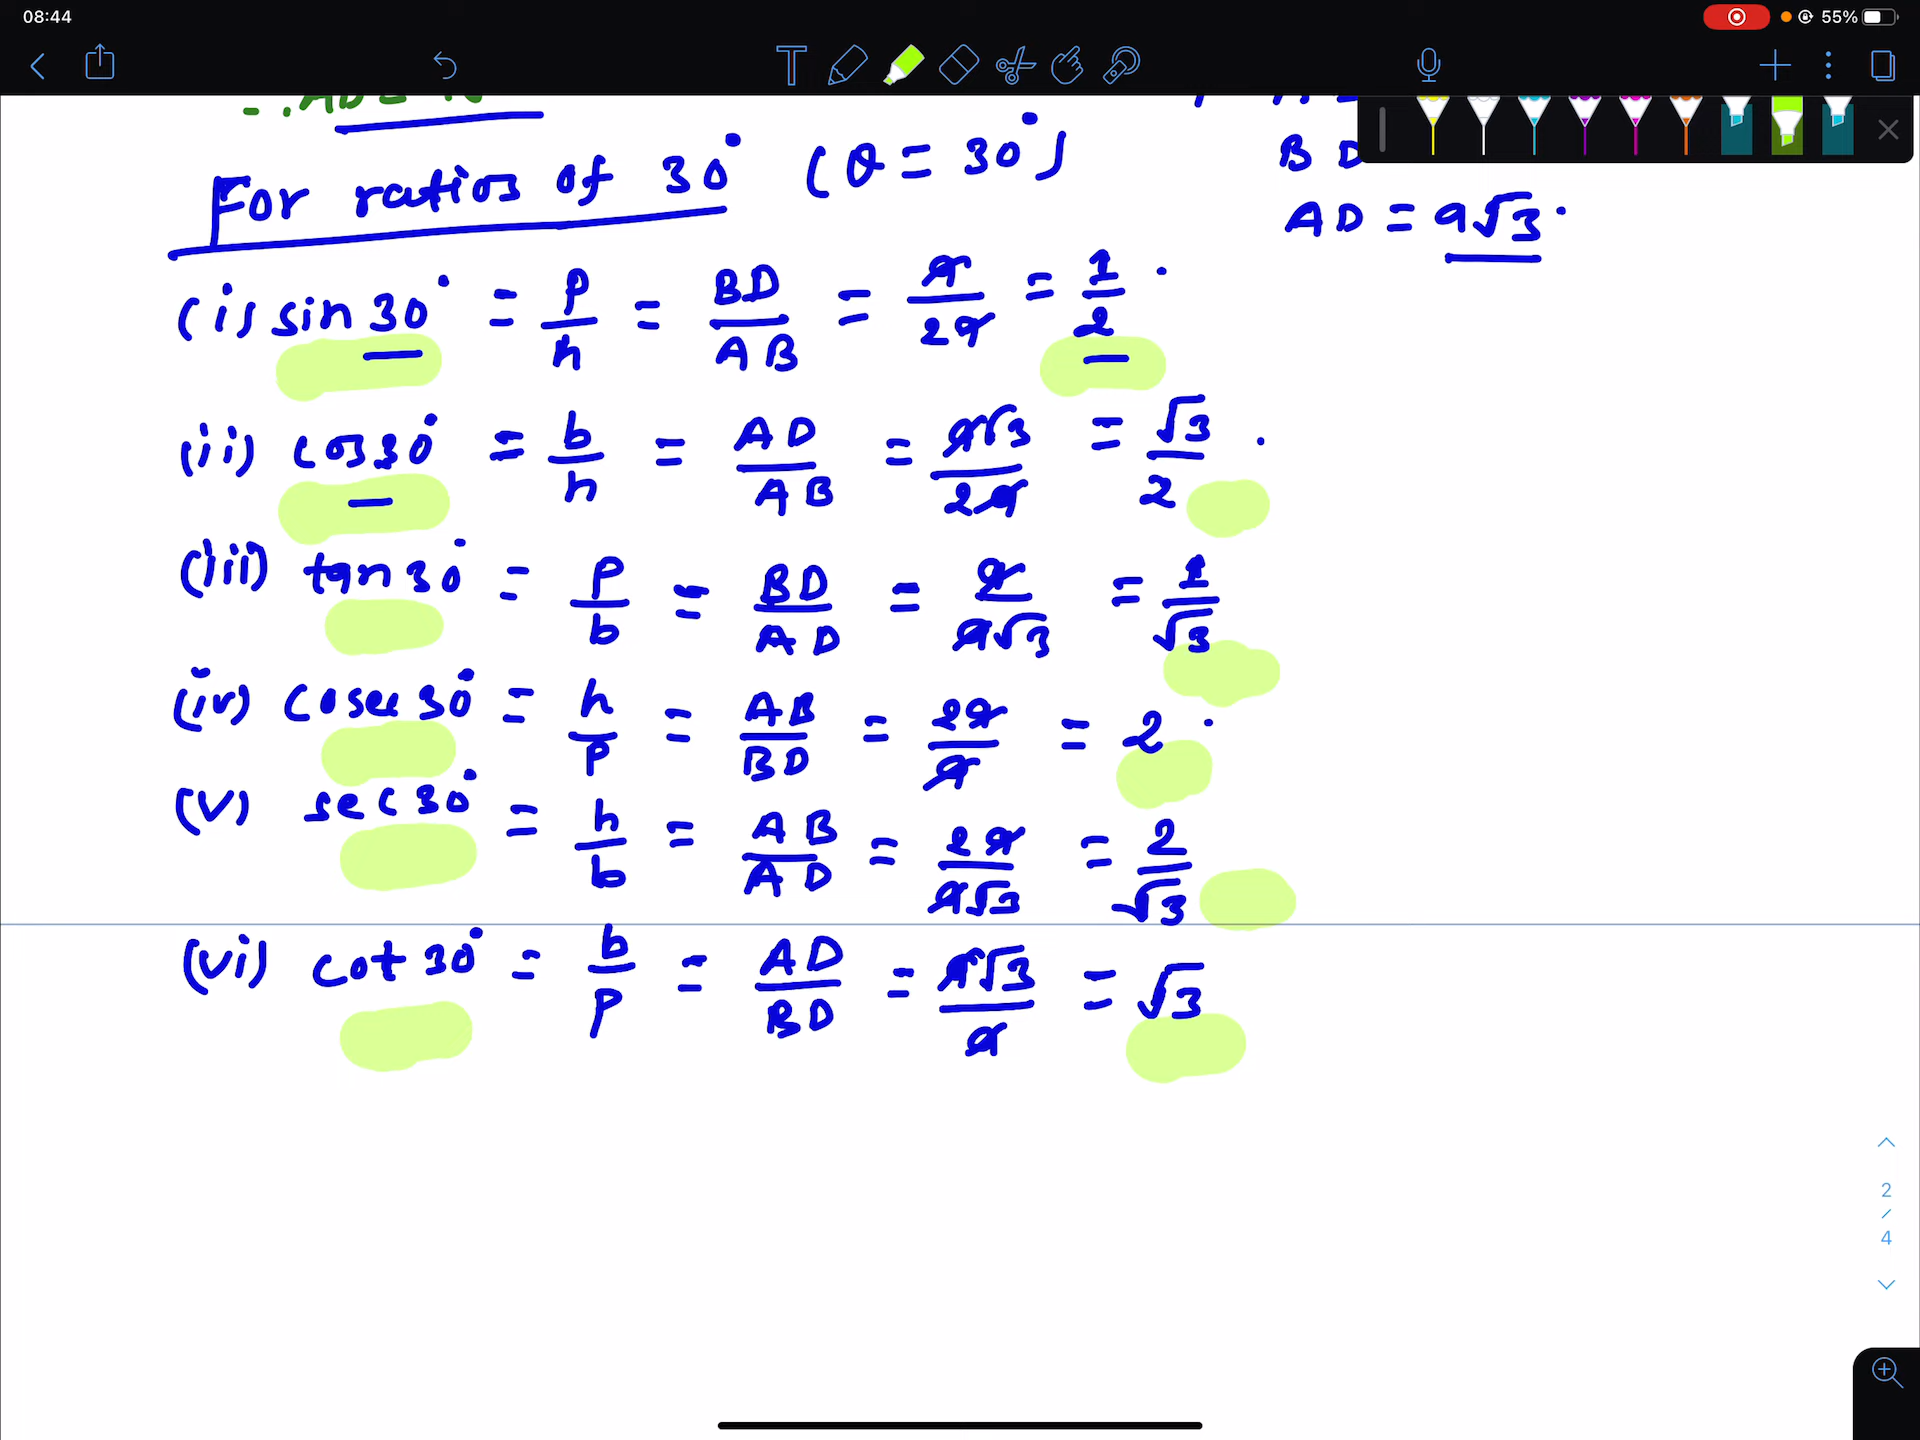 08:44
55%
∴ AD = 
For ratios of 30° (θ = 30°)
B D
AD = a√3.
(i) sin 30° = p/h = BD/AB = a/2a = 1/2.
(ii) cos 30° = b/h = AD/AB = a√3/2a = √3/2.
(iii) tan 30° = p/b = BD/AD = a/a√3 = 1/√3
(iv) cosec 30° = h/p = AB/BD = 2a/a = 2.
(v) sec 30° = h/b = AB/AD = 2a/a√3 = 2/√3
(vi) cot 30° = b/p = AD/BD = a√3/a = √3
2
/
4